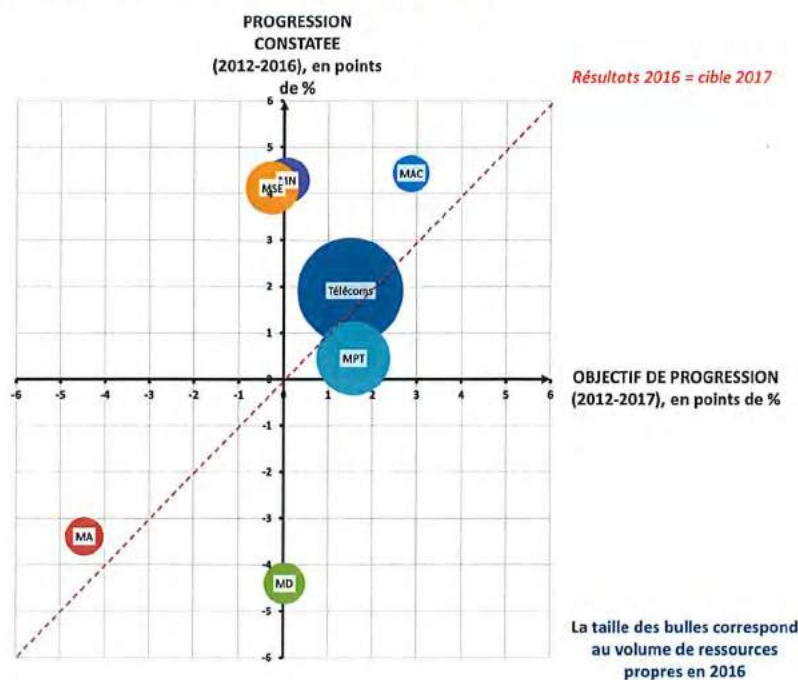 PROGRESSION
CONSTATEE
(2012-2016), en points
de %
Résultats 2016 = cible 2017
6
5
MN
MSE
MAC
4
3
2
Télécoms
1
MPT
0
-6 -5 -4 -3 -2 -1 0 1 2 3 4 5 6
OBJECTIF DE PROGRESSION
(2012-2017), en points de %
-1
-2
-3
MA
-4
MD
-5
-6
La taille des bulles correspond
au volume de ressources
propres en 2016